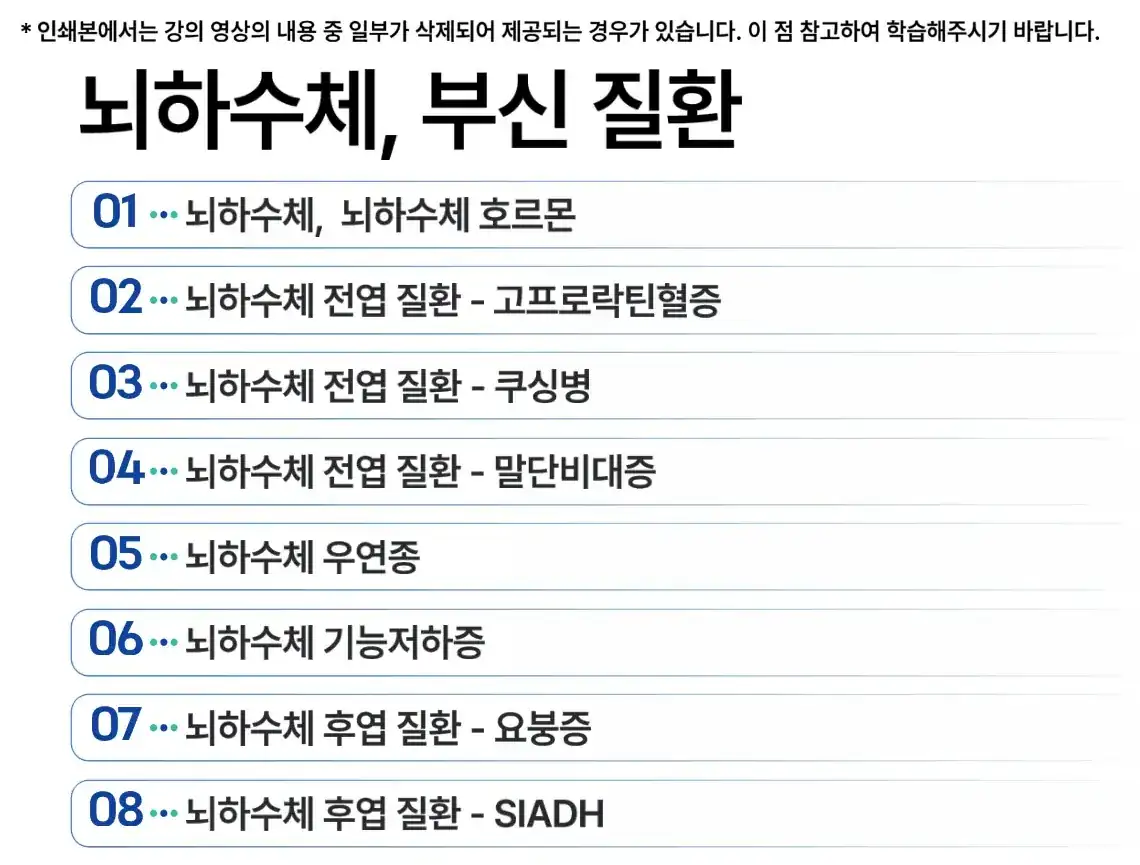 * 인쇄본에서는 강의 영상의 내용 중 일부가 삭제되어 제공되는 경우가 있습니다. 이 점 참고하여 학습해주시기 바랍니다.
뇌하수체, 부신 질환
01 ··· 뇌하수체, 뇌하수체 호르몬
02 ··· 뇌하수체 전엽 질환 - 고프로락틴혈증
03 ··· 뇌하수체 전엽 질환 - 쿠싱병
04 ··· 뇌하수체 전엽 질환 - 말단비대증
05 ··· 뇌하수체 우연종
06 ··· 뇌하수체 기능저하증
07 ··· 뇌하수체 후엽 질환 - 요붕증
08 ··· 뇌하수체 후엽 질환 - SIADH